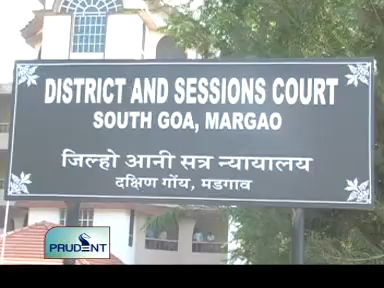 DISTRICT AND SESSIONS COURT
SOUTH GOA, MARGAO
जिल्हो आनी सत्र न्यायालय
दक्षिण गोंय, मडगाव
PRUDENT